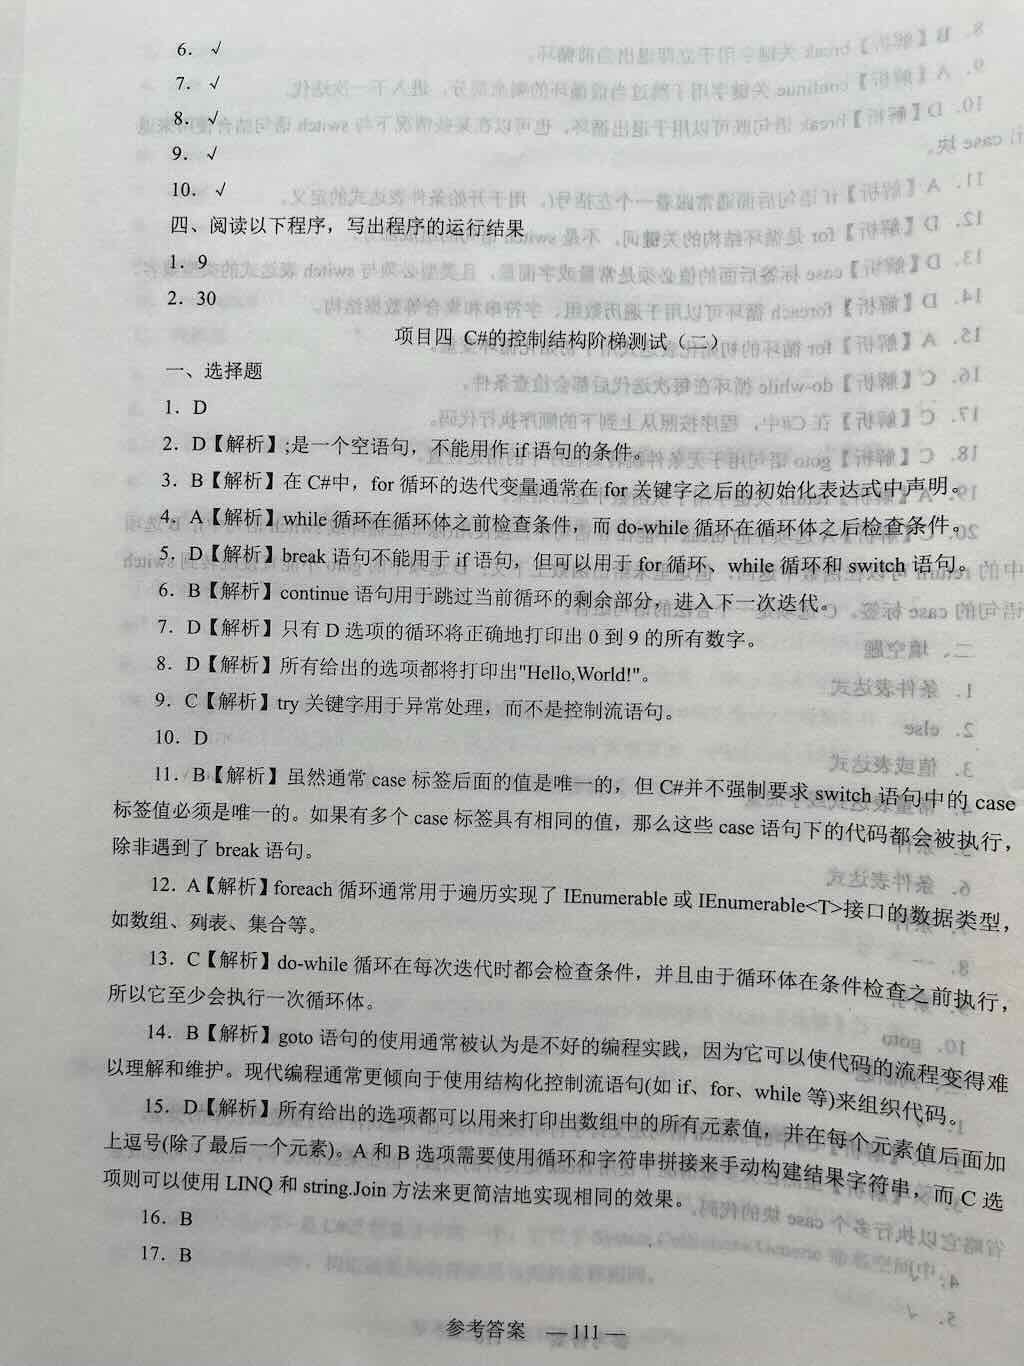 6．√
7．√
8．√
9．√
10．√
四、阅读以下程序，写出程序的运行结果
1．9
2．30
项目四 C#的控制结构阶梯测试（二）
一、选择题
1．D
2．D【解析】;是一个空语句，不能用作 if 语句的条件。
3．B【解析】在 C#中，for 循环的迭代变量通常在 for 关键字之后的初始化表达式中声明。
4．A【解析】while 循环在循环体之前检查条件，而 do-while 循环在循环体之后检查条件。
5．D【解析】break 语句不能用于 if 语句，但可以用于 for 循环、while 循环和 switch 语句。
6．B【解析】continue 语句用于跳过当前循环的剩余部分，进入下一次迭代。
7．D【解析】只有 D 选项的循环将正确地打印出 0 到 9 的所有数字。
8．D【解析】所有给出的选项都将打印出"Hello,World!"。
9．C【解析】try 关键字用于异常处理，而不是控制流语句。
10．D
11．B【解析】虽然通常 case 标签后面的值是唯一的，但 C#并不强制要求 switch 语句中的 case
标签值必须是唯一的。如果有多个 case 标签具有相同的值，那么这些 case 语句下的代码都会被执行，
除非遇到了 break 语句。
12．A【解析】foreach 循环通常用于遍历实现了 IEnumerable 或 IEnumerable<T>接口的数据类型，
如数组、列表、集合等。
13．C【解析】do-while 循环在每次迭代时都会检查条件，并且由于循环体在条件检查之前执行，
所以它至少会执行一次循环体。
14．B【解析】goto 语句的使用通常被认为是不好的编程实践，因为它可以使代码的流程变得难
以理解和维护。现代编程通常更倾向于使用结构化控制流语句(如 if、for、while 等)来组织代码。
15．D【解析】所有给出的选项都可以用来打印出数组中的所有元素值，并在每个元素值后面加
上逗号(除了最后一个元素)。A 和 B 选项需要使用循环和字符串拼接来手动构建结果字符串，而 C 选
项则可以使用 LINQ 和 string.Join 方法来更简洁地实现相同的效果。
16．B
17．B
参考答案 — 111 —